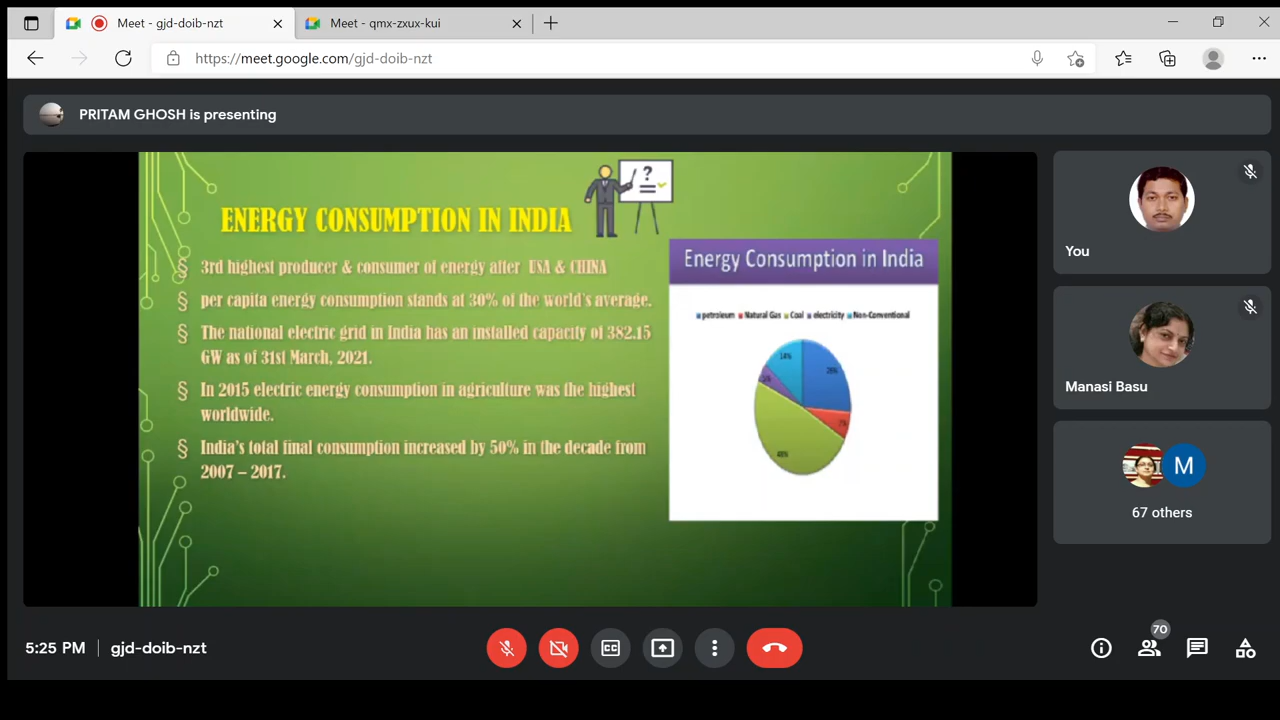 Meet - gjd-doib-nzt
Meet - qmx-zxux-kui
https://meet.google.com/gjd-doib-nzt
PRITAM GHOSH is presenting
?
ENERGY CONSUMPTION IN INDIA
§ 3rd highest producer & consumer of energy after USA & CHINA
§ per capita energy consumption stands at 30% of the world's average.
§ The national electric grid in India has an installed capacity of 382.15
GW as of 31st March, 2021.
§ In 2015 electric energy consumption in agriculture was the highest
worldwide.
§ India's total final consumption increased by 50% in the decade from
2007 – 2017.
Energy Consumption in India
petroleum Natural Gas Coal electricity Non-Conventional
14%
7%
You
Manasi Basu
M
67 others
5:25 PM | gjd-doib-nzt
CC
70